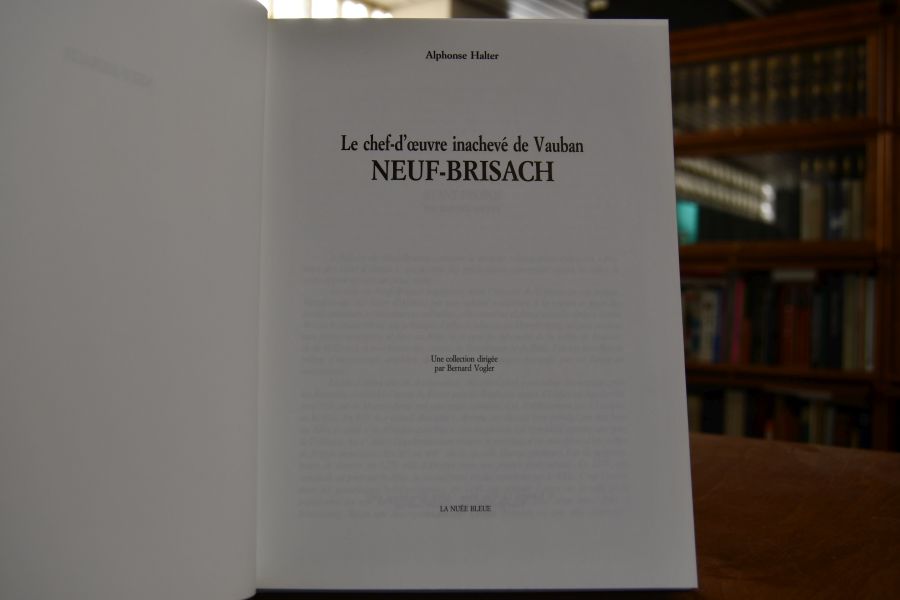 Alphonse Halter
Le chef-d'œuvre inachevé de Vauban
NEUF-BRISACH
Une collection dirigée
par Bernard Vogler
LA NUÉE BLEUE